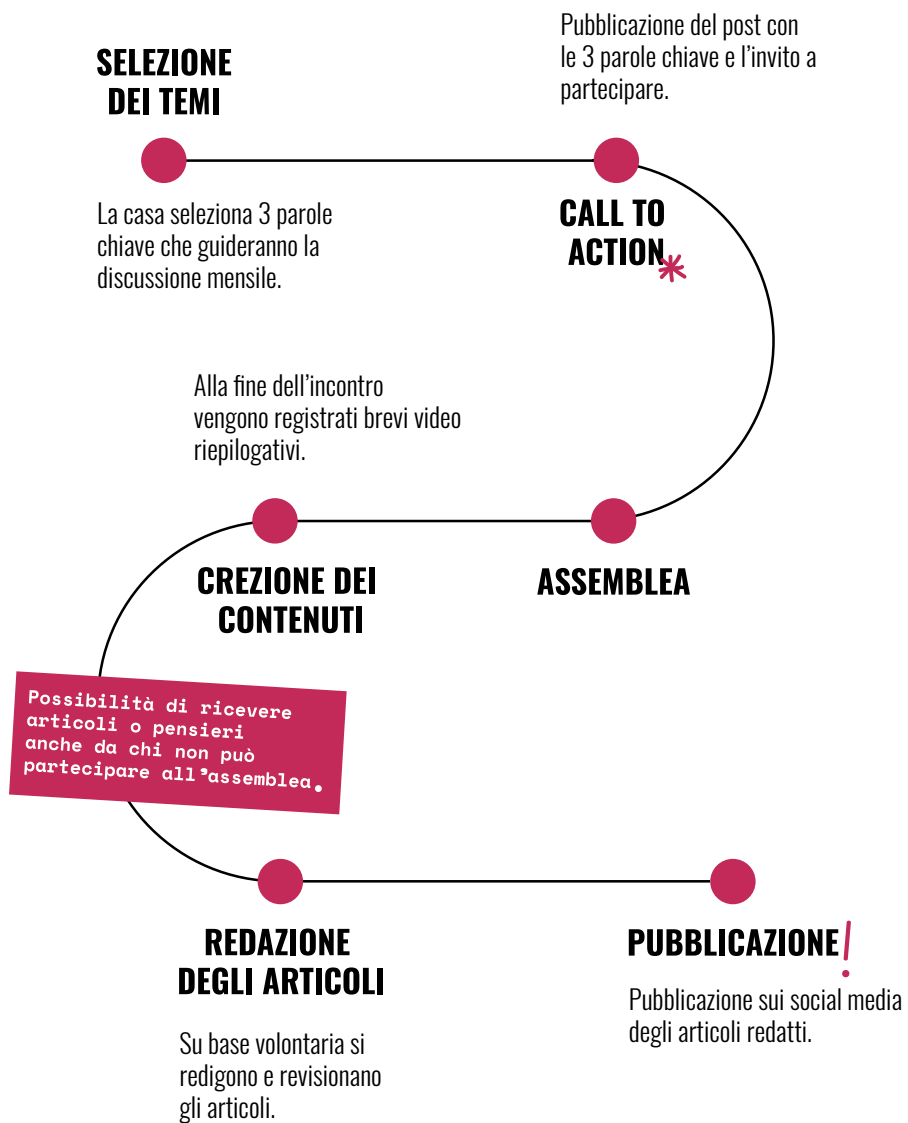 SELEZIONE
DEI TEMI
La casa seleziona 3 parole
chiave che guideranno la
discussione mensile.
Pubblicazione del post con
le 3 parole chiave e l’invito a
partecipare.
CALL TO
ACTION*
ASSEMBLEA
Alla fine dell’incontro
vengono registrati brevi video
riepilogativi.
CREZIONE DEI
CONTENUTI
Possibilità di ricevere
articoli o pensieri
anche da chi non può
partecipare all’assemblea.
REDAZIONE
DEGLI ARTICOLI
Su base volontaria si
redigono e revisionano
gli articoli.
PUBBLICAZIONE!
Pubblicazione sui social media
degli articoli redatti.